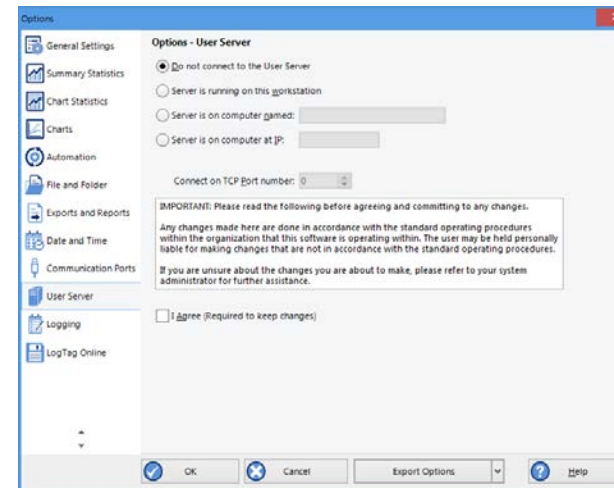 Options
General Settings
Summary Statistics
Chart Statistics
Charts
Automation
File and Folder
Exports and Reports
Date and Time
Communication Ports
User Server
Logging
LogTag Online
Options - User Server
Do not connect to the User Server
Server is running on this workstation
Server is on computer named:
Server is on computer at IP:
Connect on TCP Port number: 0
IMPORTANT: Please read the following before agreeing and committing to any changes.
Any changes made here are done in accordance with the standard operating procedures
within the organization that this software is operating within. The user may be held personally
liable for making changes that are not in accordance with the standard operating procedures.
If you are unsure about the changes you are about to make, please refer to your system
administrator for further assistance.
I Agree (Required to keep changes)
OK
Cancel
Export Options
Help